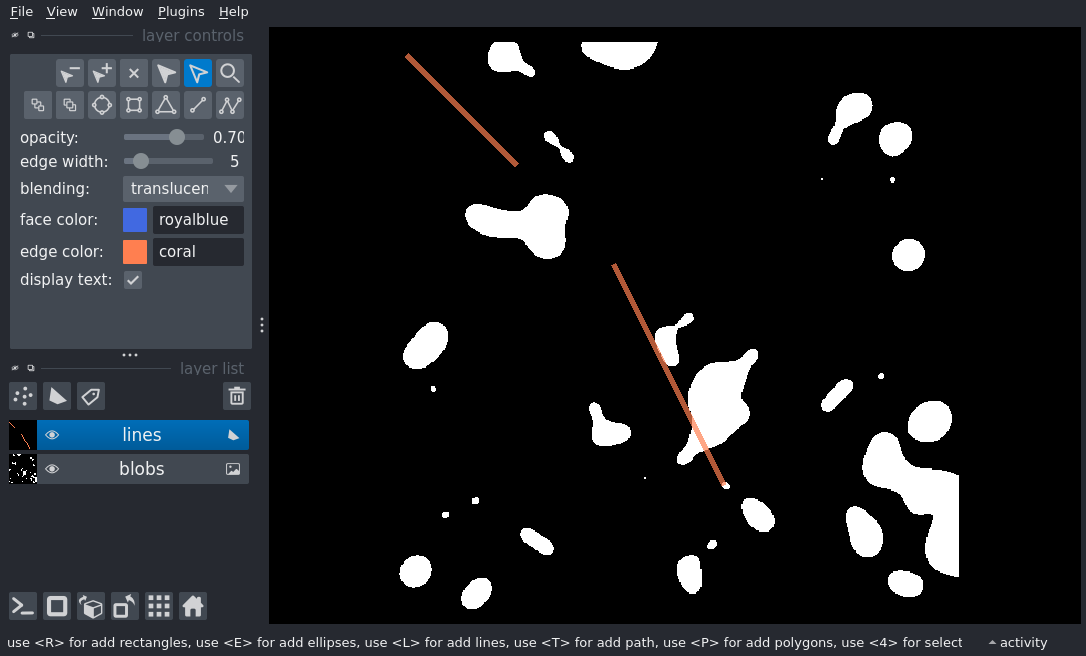 File View Window Plugins Help
layer controls
opacity: 0.70
edge width: 5
blending: translucen
face color: royalblue
edge color: coral
display text:
layer list
lines
blobs
use <R> for add rectangles, use <E> for add ellipses, use <L> for add lines, use <T> for add path, use <P> for add polygons, use <4> for select
activity